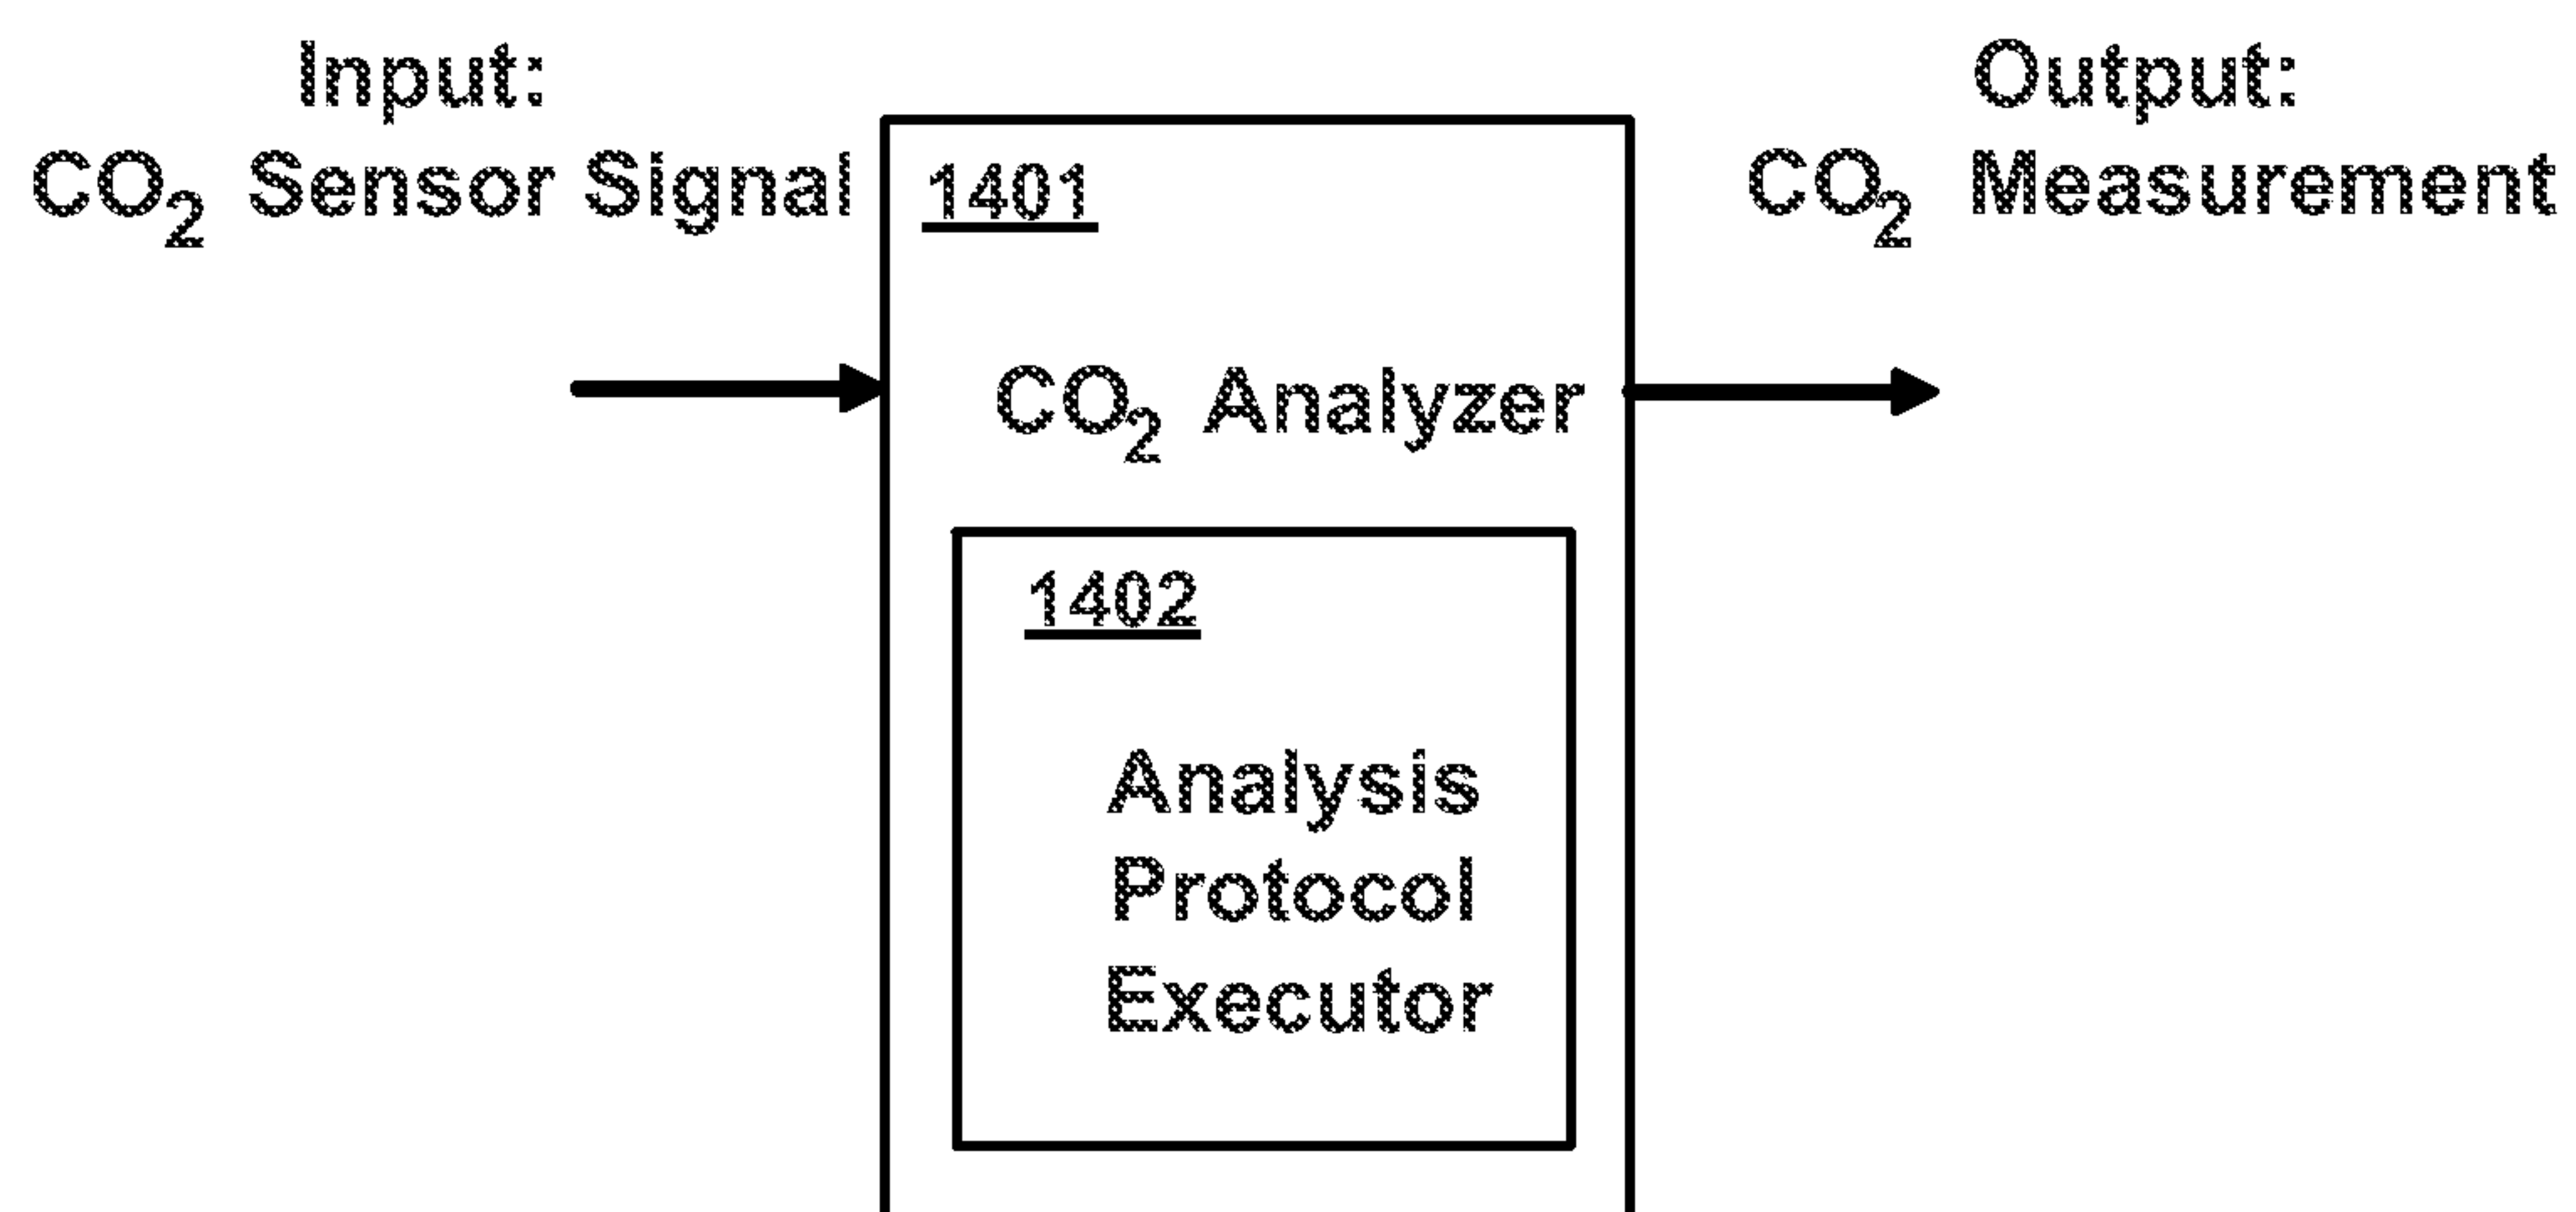 Input:
CO₂ Sensor Signal
1401
CO₂ Analyzer
1402
Analysis
Protocol
Executor
Output:
CO₂ Measurement